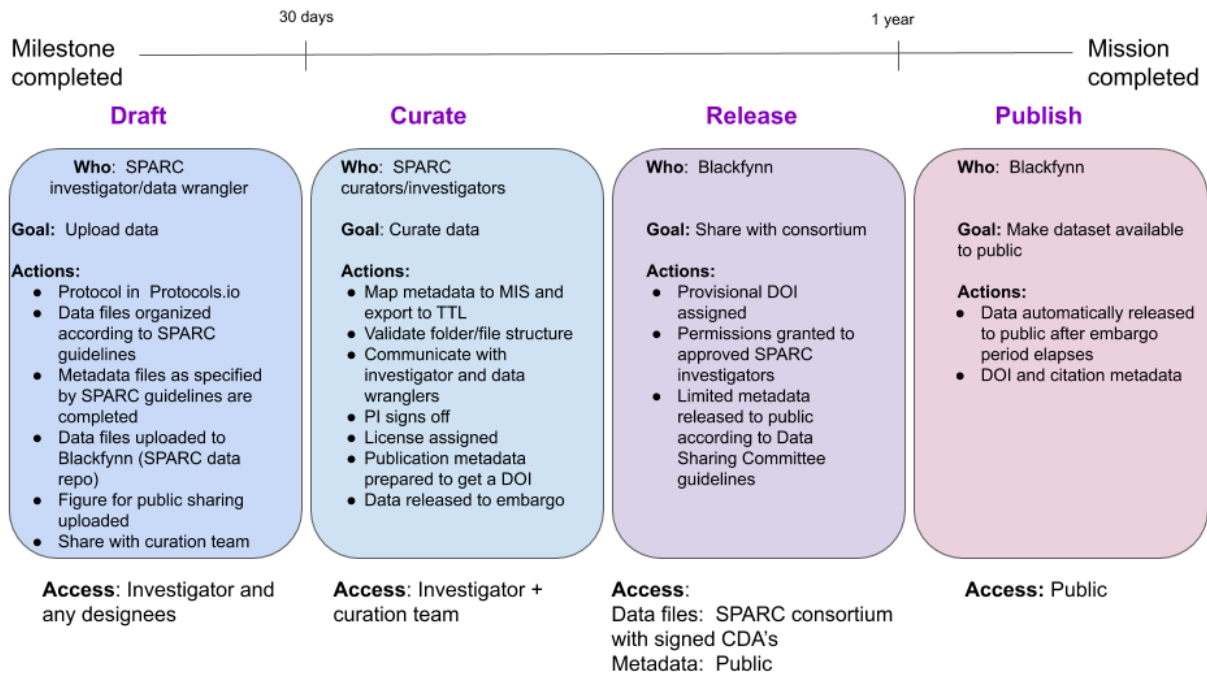 30 days
1 year
Milestone
completed
Mission
completed
Draft
Curate
Release
Publish
Who: SPARC
investigator/data wrangler
Goal: Upload data
Actions:
● Protocol in Protocols.io
● Data files organized
according to SPARC
guidelines
● Metadata files as specified
by SPARC guidelines are
completed
● Data files uploaded to
Blackfynn (SPARC data
repo)
● Figure for public sharing
uploaded
● Share with curation team
Access: Investigator and
any designees
Who: SPARC
curators/investigators
Goal: Curate data
Actions:
● Map metadata to MIS and
export to TTL
● Validate folder/file structure
● Communicate with
investigator and data
wranglers
● PI signs off
● License assigned
● Publication metadata
prepared to get a DOI
● Data released to embargo
Access: Investigator +
curation team
Who: Blackfynn
Goal: Share with consortium
Actions:
● Provisional DOI
assigned
● Permissions granted to
approved SPARC
investigators
● Limited metadata
released to public
according to Data
Sharing Committee
guidelines
Access:
Data files: SPARC consortium
with signed CDA's
Metadata: Public
Who: Blackfynn
Goal: Make dataset available
to public
Actions:
● Data automatically released
to public after embargo
period elapses
● DOI and citation metadata
Access: Public